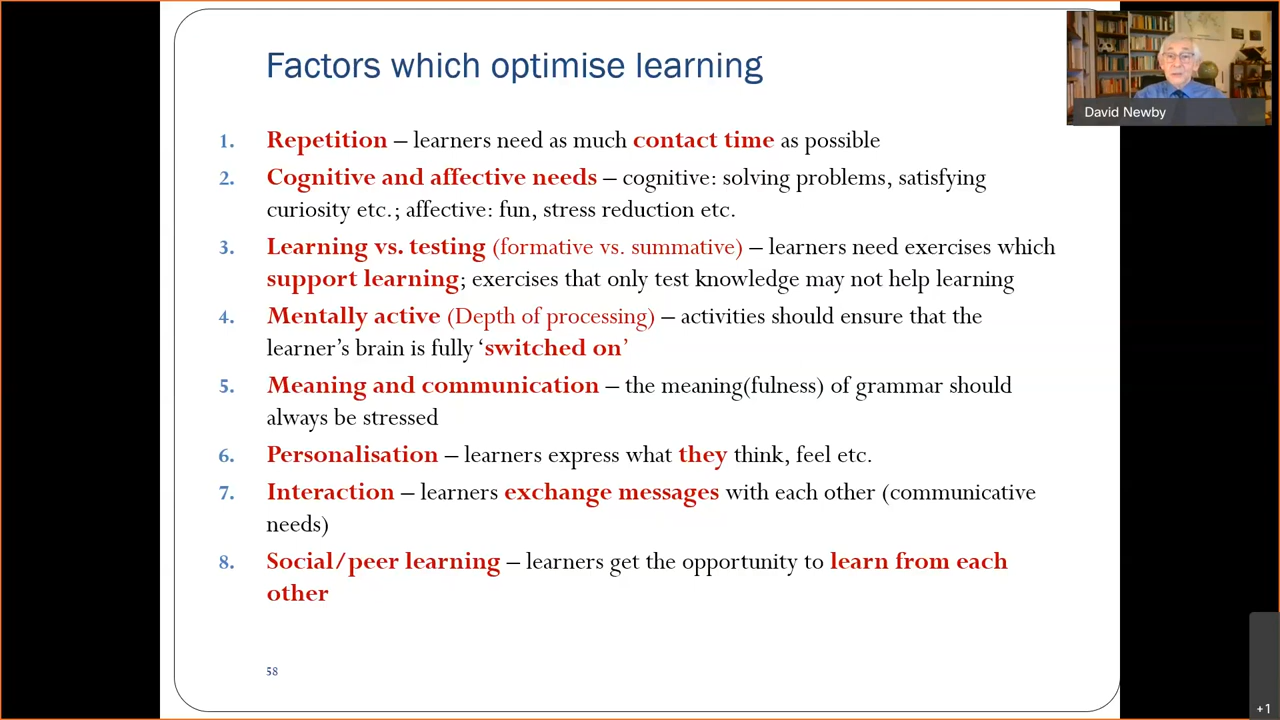 Factors which optimise learning
David Newby
1. Repetition – learners need as much contact time as possible
2. Cognitive and affective needs – cognitive: solving problems, satisfying
curiosity etc.; affective: fun, stress reduction etc.
3. Learning vs. testing (formative vs. summative) – learners need exercises which
support learning; exercises that only test knowledge may not help learning
4. Mentally active (Depth of processing) – activities should ensure that the
learner’s brain is fully ‘switched on’
5. Meaning and communication – the meaning(fulness) of grammar should
always be stressed
6. Personalisation – learners express what they think, feel etc.
7. Interaction – learners exchange messages with each other (communicative
needs)
8. Social/peer learning – learners get the opportunity to learn from each
other
58
+1